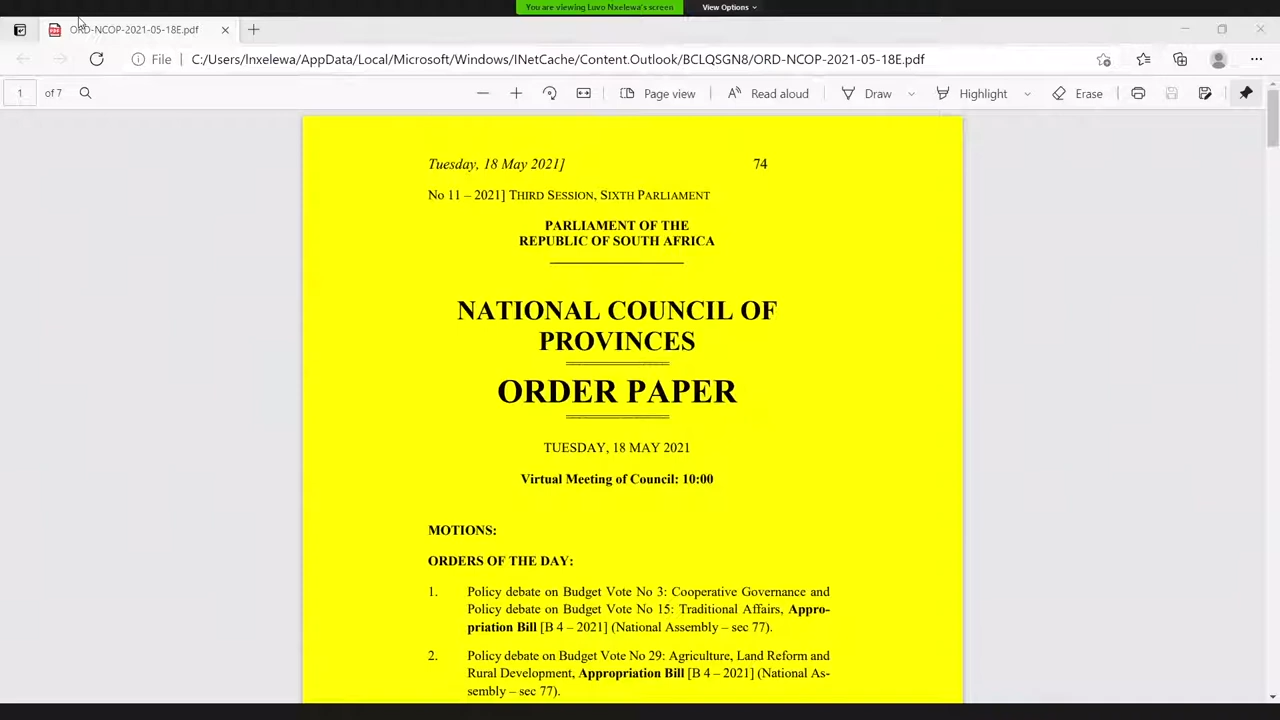 You are viewing Luvo Nxelewa's screen
View Options
ORD-NCOP-2021-05-18E.pdf
File
C:/Users/lnxelewa/AppData/Local/Microsoft/Windows/INetCache/Content.Outlook/BCLQSGN8/ORD-NCOP-2021-05-18E.pdf
1 of 7
Page view
Read aloud
Draw
Highlight
Erase
Tuesday, 18 May 2021] 74
No 11 – 2021] THIRD SESSION, SIXTH PARLIAMENT
PARLIAMENT OF THE
REPUBLIC OF SOUTH AFRICA
NATIONAL COUNCIL OF
PROVINCES
ORDER PAPER
TUESDAY, 18 MAY 2021
Virtual Meeting of Council: 10:00
MOTIONS:
ORDERS OF THE DAY:
1. Policy debate on Budget Vote No 3: Cooperative Governance and
Policy debate on Budget Vote No 15: Traditional Affairs, Appro-
priation Bill [B 4 – 2021] (National Assembly – sec 77).
2. Policy debate on Budget Vote No 29: Agriculture, Land Reform and
Rural Development, Appropriation Bill [B 4 – 2021] (National As-
sembly – sec 77).